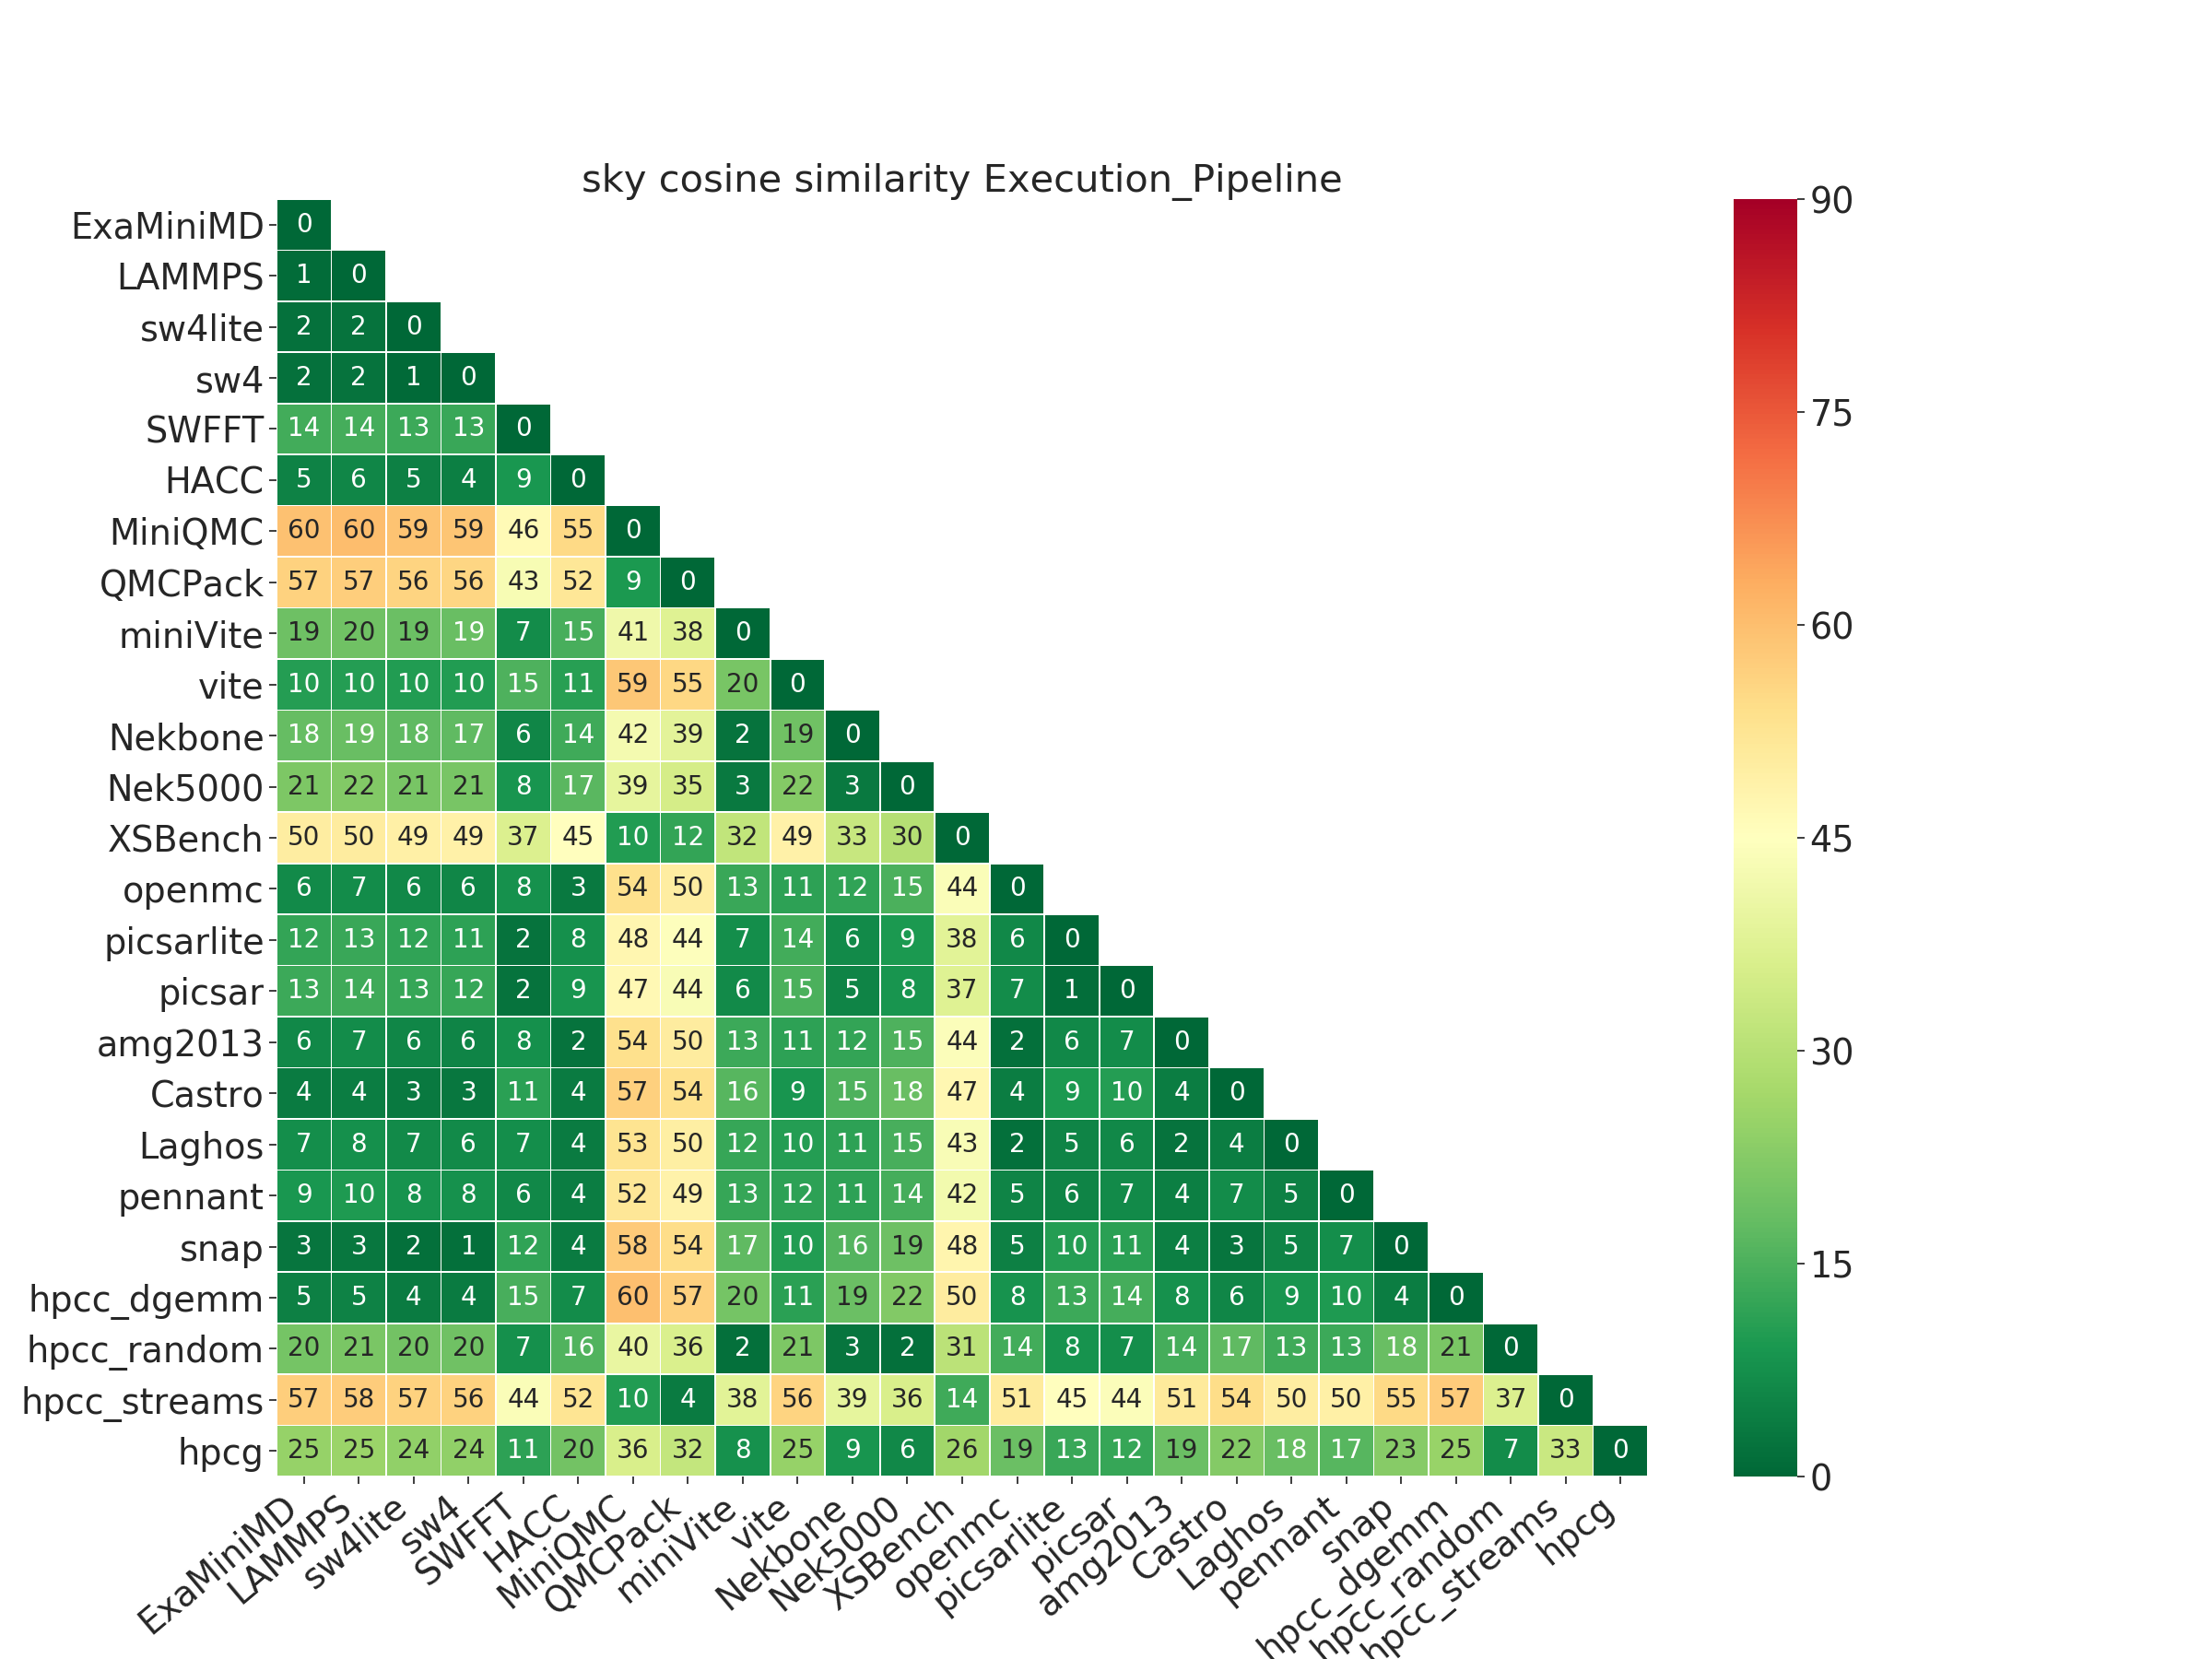 sky cosine similarity Execution_Pipeline
ExaMiniMD 0
LAMMPS 1 0
sw4lite 2 2 0
sw4 2 2 1 0
SWFFT 14 14 13 13 0
HACC 5 6 5 4 9 0
MiniQMC 60 60 59 59 46 55 0
QMCPack 57 57 56 56 43 52 9 0
miniVite 19 20 19 19 7 15 41 38 0
vite 10 10 10 10 15 11 59 55 20 0
Nekbone 18 19 18 17 6 14 42 39 2 19 0
Nek5000 21 22 21 21 8 17 39 35 3 22 3 0
XSBench 50 50 49 49 37 45 10 12 32 49 33 30 0
openmc 6 7 6 6 8 3 54 50 13 11 12 15 44 0
picsarlite 12 13 12 11 2 8 48 44 7 14 6 9 38 6 0
picsar 13 14 13 12 2 9 47 44 6 15 5 8 37 7 1 0
amg2013 6 7 6 6 8 2 54 50 13 11 12 15 44 2 6 7 0
Castro 4 4 3 3 11 4 57 54 16 9 15 18 47 4 9 10 4 0
Laghos 7 8 7 6 7 4 53 50 12 10 11 15 43 2 5 6 2 4 0
pennant 9 10 8 8 6 4 52 49 13 12 11 14 42 5 6 7 4 7 5 0
snap 3 3 2 1 12 4 58 54 17 10 16 19 48 5 10 11 4 3 5 7 0
hpcc_dgemm 5 5 4 4 15 7 60 57 20 11 19 22 50 8 13 14 8 6 9 10 4 0
hpcc_random 20 21 20 20 7 16 40 36 2 21 3 2 31 14 8 7 14 17 13 13 18 21 0
hpcc_streams 57 58 57 56 44 52 10 4 38 56 39 36 14 51 45 44 51 54 50 50 55 57 37 0
hpcg 25 25 24 24 11 20 36 32 8 25 9 6 26 19 13 12 19 22 18 17 23 25 7 33 0
ExaMiniMD
LAMMPS
sw4lite
sw4
SWFFT
HACC
MiniQMC
QMCPack
miniVite
vite
Nekbone
Nek5000
XSBench
openmc
picsarlite
picsar
amg2013
Castro
Laghos
pennant
snap
hpcc_dgemm
hpcc_random
hpcc_streams
hpcg
90
75
60
45
30
15
0